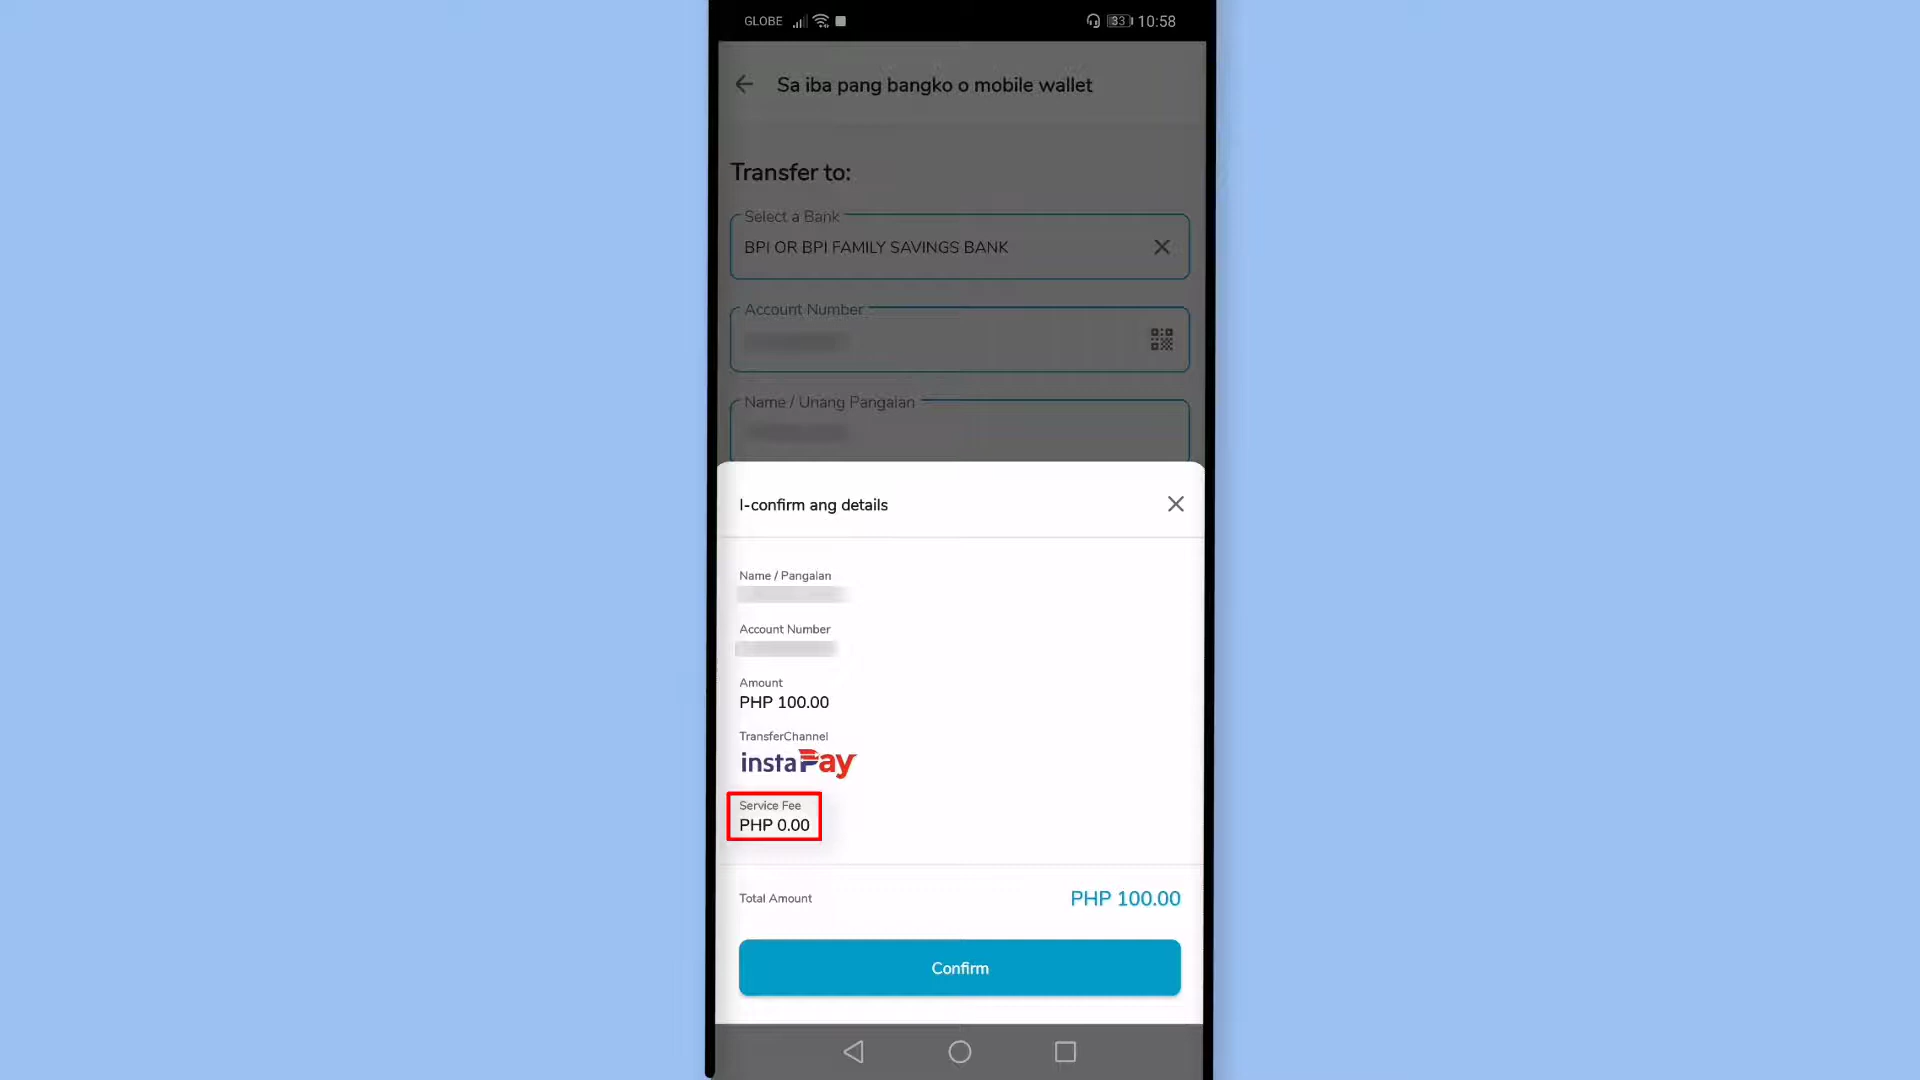 GLOBE
33 10:58
Sa iba pang bangko o mobile wallet
Transfer to:
Select a Bank
BPI OR BPI FAMILY SAVINGS BANK
Account Number
Name / Unang Pangalan
I-confirm ang details
Name / Pangalan
Account Number
Amount
PHP 100.00
TransferChannel
instaPay
Service Fee
PHP 0.00
Total Amount
PHP 100.00
Confirm